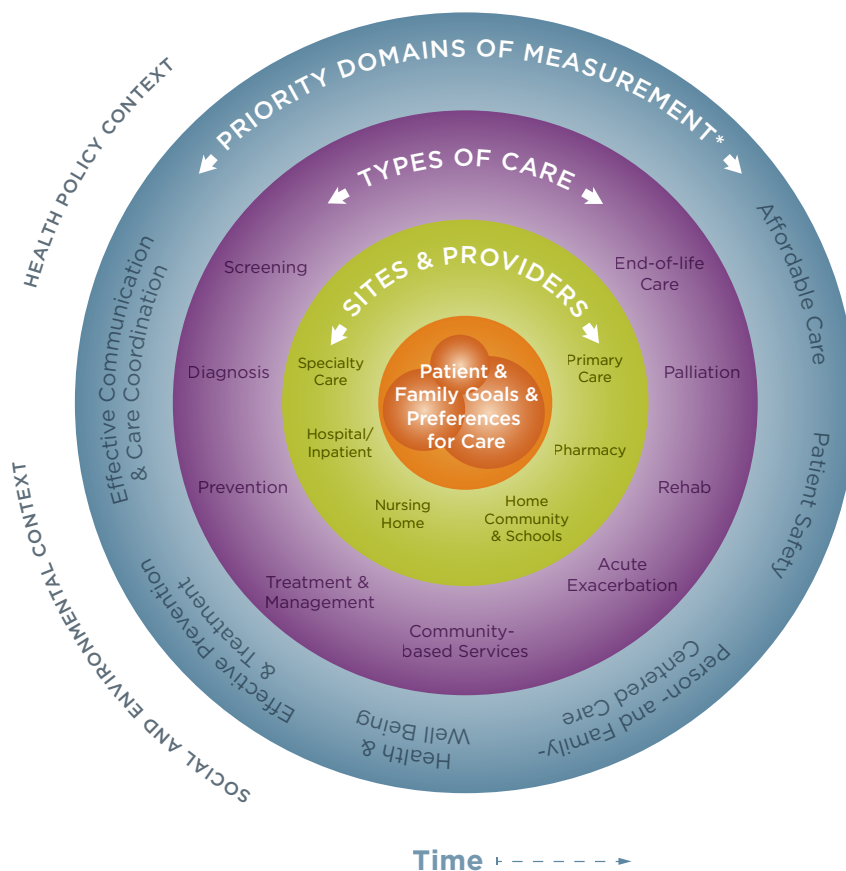 HEALTH POLICY CONTEXT
SOCIAL AND ENVIRONMENTAL CONTEXT
PRIORITY DOMAINS OF MEASUREMENT*
Effective Communication
& Care Coordination
Effective Prevention
& Treatment
Health &
Well Being
Person- and Family-
Centered Care
Patient Safety
Affordable Care
TYPES OF CARE
Screening
Diagnosis
Prevention
Treatment &
Management
Community-
based Services
Acute
Exacerbation
Rehab
Palliation
End-of-life
Care
SITES & PROVIDERS
Specialty
Care
Hospital/
Inpatient
Nursing
Home
Home
Community
& Schools
Pharmacy
Primary
Care
Patient &
Family Goals &
Preferences
for Care
Time